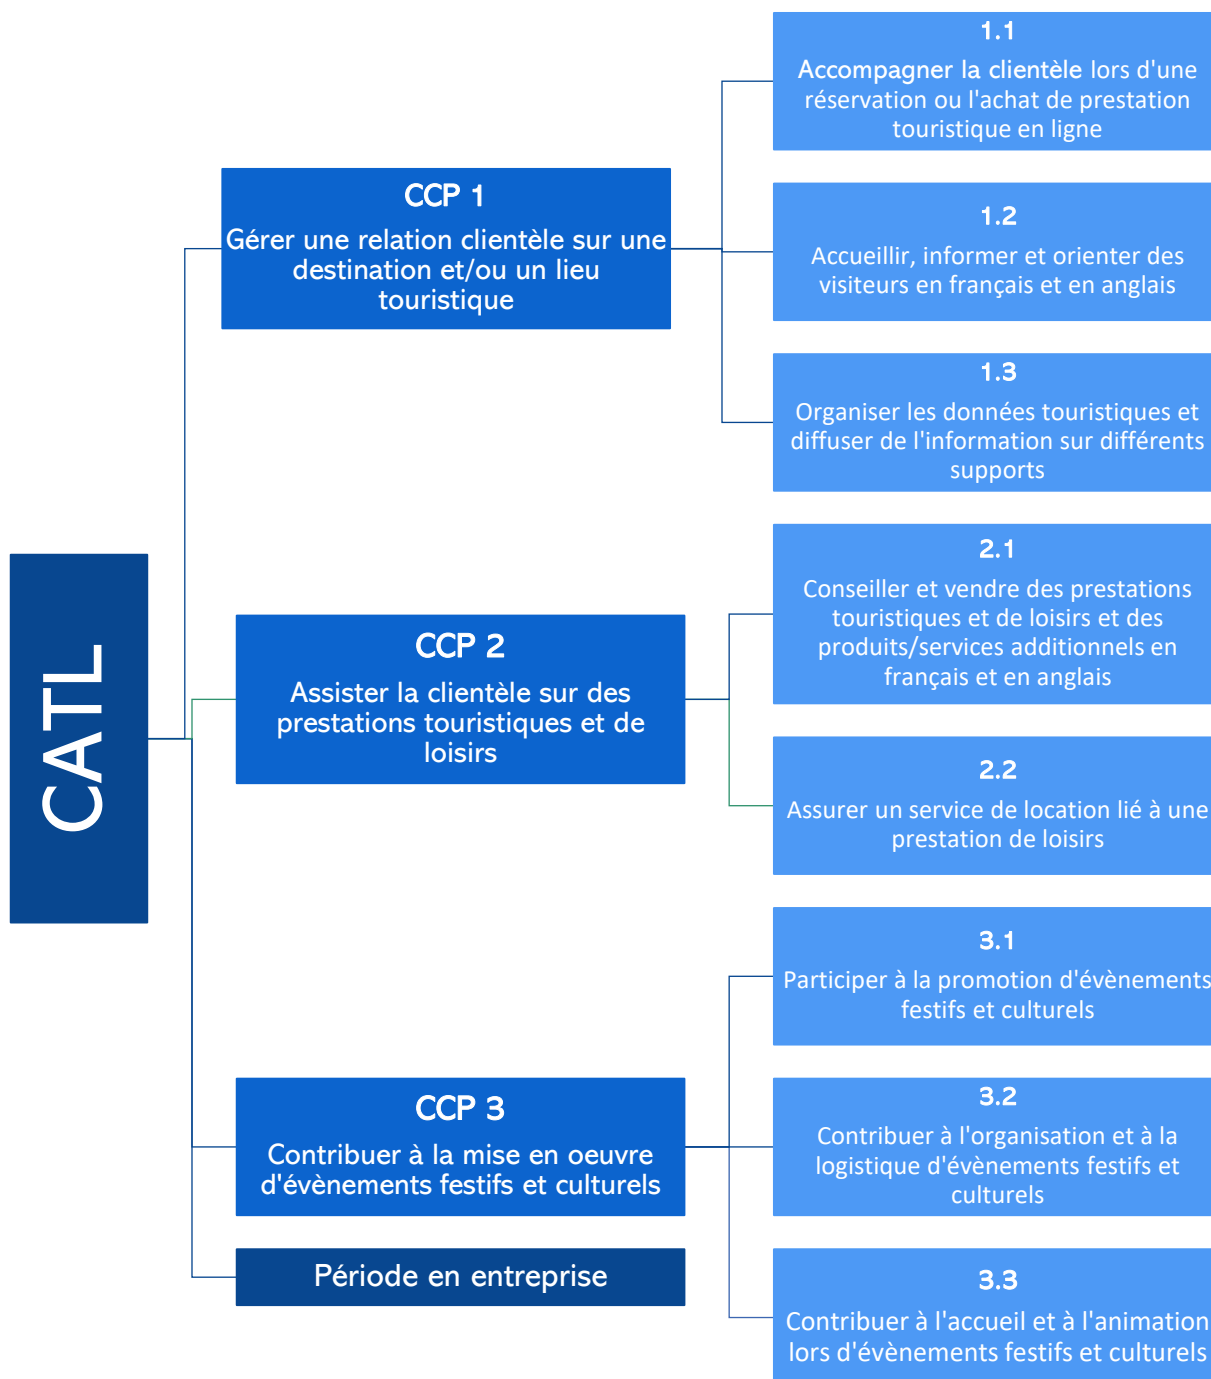 CATL
CCP 1
Gérer une relation clientèle sur une
destination et/ou un lieu
touristique
1.1
Accompagner la clientèle lors d'une
réservation ou l'achat de prestation
touristique en ligne
1.2
Accueillir, informer et orienter des
visiteurs en français et en anglais
1.3
Organiser les données touristiques et
diffuser de l'information sur différents
supports
CCP 2
Assister la clientèle sur des
prestations touristiques et de
loisirs
2.1
Conseiller et vendre des prestations
touristiques et de loisirs et des
produits/services additionnels en
français et en anglais
2.2
Assurer un service de location lié à une
prestation de loisirs
CCP 3
Contribuer à la mise en oeuvre
d'évènements festifs et culturels
3.1
Participer à la promotion d'évènements
festifs et culturels
3.2
Contribuer à l'organisation et à la
logistique d'évènements festifs et
culturels
3.3
Contribuer à l'accueil et à l'animation
lors d'évènements festifs et culturels
Période en entreprise